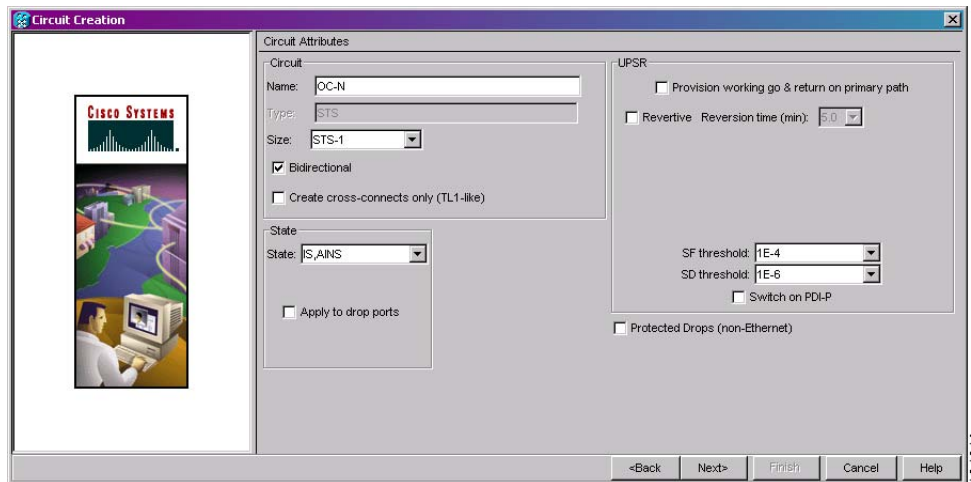 Circuit Creation
CISCO SYSTEMS
Circuit Attributes
Circuit
Name: OC-N
Type: STS
Size: STS-1
Bidirectional
Create cross-connects only (TL1-like)
State
State: IS,AINS
Apply to drop ports
UPSR
Provision working go & return on primary path
Revertive Reversion time (min): 5.0
SF threshold: 1E-4
SD threshold: 1E-6
Switch on PDI-P
Protected Drops (non-Ethernet)
<Back Next> Finish Cancel Help